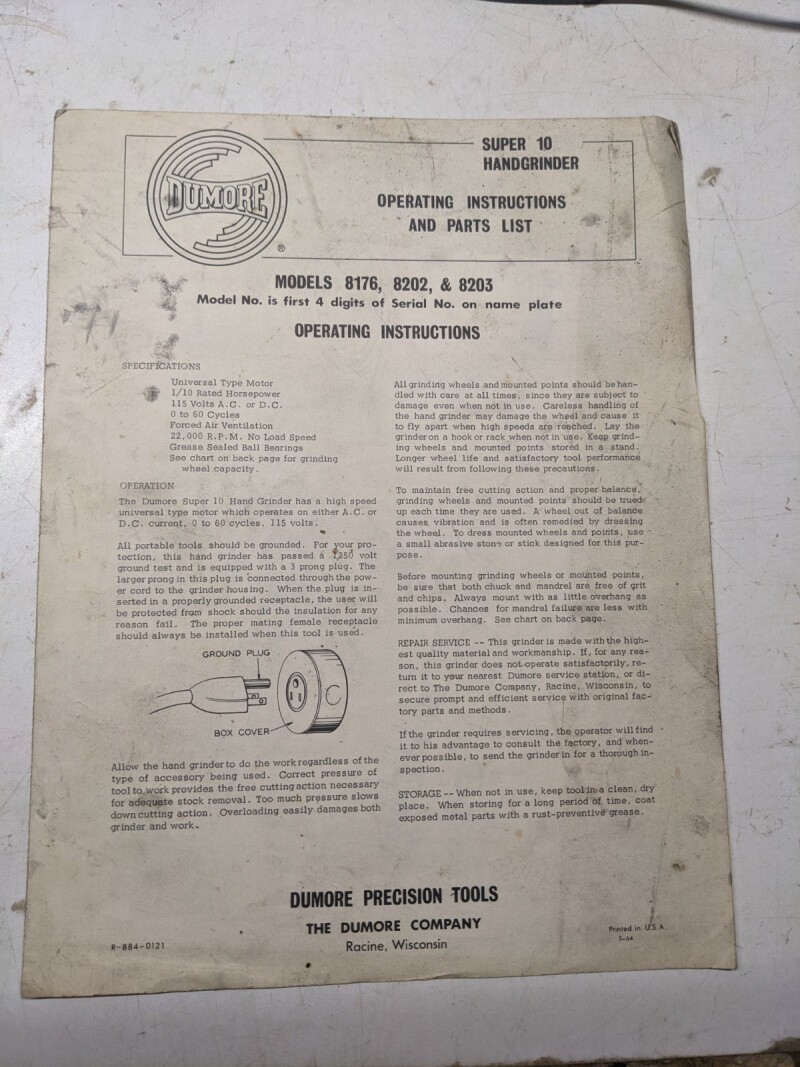 DUMORE
®
SUPER 10
HANDGRINDER
OPERATING INSTRUCTIONS
AND PARTS LIST
MODELS 8176, 8202, & 8203
Model No. is first 4 digits of Serial No. on name plate
OPERATING INSTRUCTIONS
SPECIFICATIONS
Universal Type Motor
1/10 Rated Horsepower
115 Volts A.C. or D.C.
0 to 60 Cycles
Forced Air Ventilation
22,000 R.P.M. No Load Speed
Grease Sealed Ball Bearings
See chart on back page for grinding
wheel capacity.
OPERATION
The Dumore Super 10 Hand Grinder has a high speed
universal type motor which operates on either A.C. or
D.C. current, 0 to 60 cycles, 115 volts.
All portable tools should be grounded. For your pro-
tection, this hand grinder has passed a 1250 volt
ground test and is equipped with a 3 prong plug. The
larger prong in this plug is connected through the pow-
er cord to the grinder housing. When the plug is in-
serted in a properly grounded receptacle, the user will
be protected from shock should the insulation for any
reason fail. The proper mating female receptacle
should always be installed when this tool is used.
GROUND PLUG
BOX COVER
Allow the hand grinder to do the work regardless of the
type of accessory being used. Correct pressure of
tool to work provides the free cutting action necessary
for adequate stock removal. Too much pressure slows
down cutting action. Overloading easily damages both
grinder and work.
All grinding wheels and mounted points should be han-
dled with care at all times, since they are subject to
damage even when not in use. Careless handling of
the hand grinder may damage the wheel and cause it
to fly apart when high speeds are reached. Lay the
grinder on a hook or rack when not in use. Keep grind-
ing wheels and mounted points stored in a stand.
Longer wheel life and satisfactory tool performance
will result from following these precautions.
To maintain free cutting action and proper balance,
grinding wheels and mounted points should be trued
up each time they are used. A wheel out of balance
causes vibration and is often remedied by dressing
the wheel. To dress mounted wheels and points, use
a small abrasive stone or stick designed for this pur-
pose.
Before mounting grinding wheels or mounted points,
be sure that both chuck and mandrel are free of grit
and chips. Always mount with as little overhang as
possible. Chances for mandrel failure are less with
minimum overhang. See chart on back page.
REPAIR SERVICE -- This grinder is made with the high-
est quality material and workmanship. If, for any rea-
son, this grinder does not operate satisfactorily, re-
turn it to your nearest Dumore service station, or di-
rect to The Dumore Company, Racine, Wisconsin, to
secure prompt and efficient service with original fac-
tory parts and methods.
If the grinder requires servicing, the operator will find
it to his advantage to consult the factory, and when-
ever possible, to send the grinder in for a thorough in-
spection.
STORAGE -- When not in use, keep tool in a clean, dry
place. When storing for a long period of time, coat
exposed metal parts with a rust-preventive grease.
DUMORE PRECISION TOOLS
THE DUMORE COMPANY
Racine, Wisconsin
R-884-0121
Printed in U.S.A.
5-64